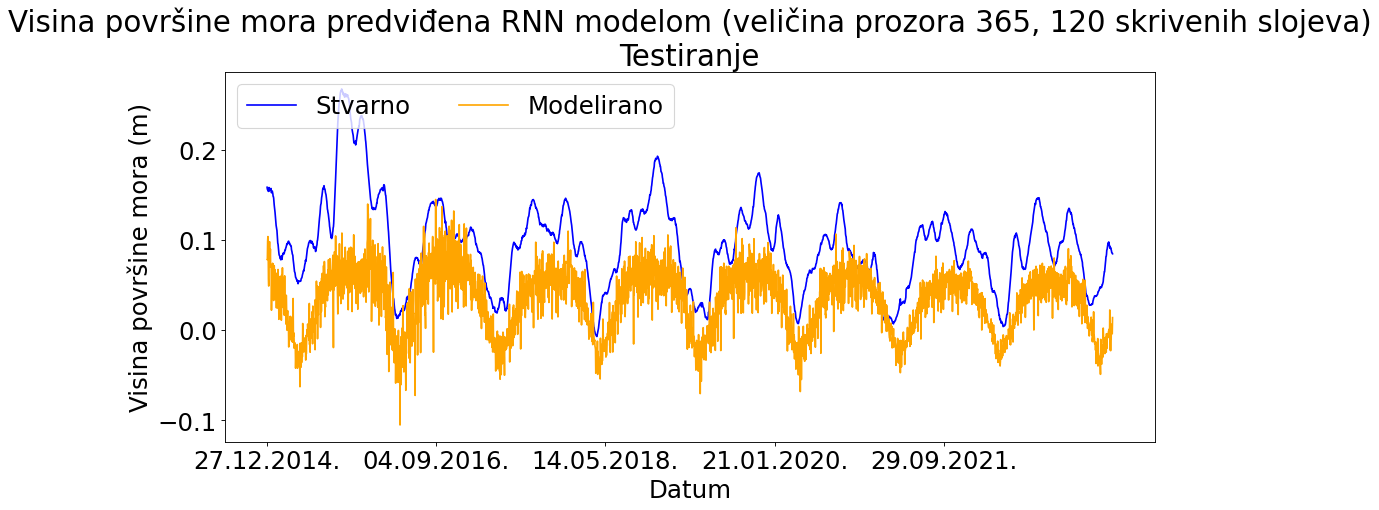 Visina površine mora predviđena RNN modelom (veličina prozora 365, 120 skrivenih slojeva)
Testiranje
Stvarno
Modelirano
Visina površine mora (m)
0.2
0.1
0.0
−0.1
27.12.2014.
04.09.2016.
14.05.2018.
21.01.2020.
29.09.2021.
Datum